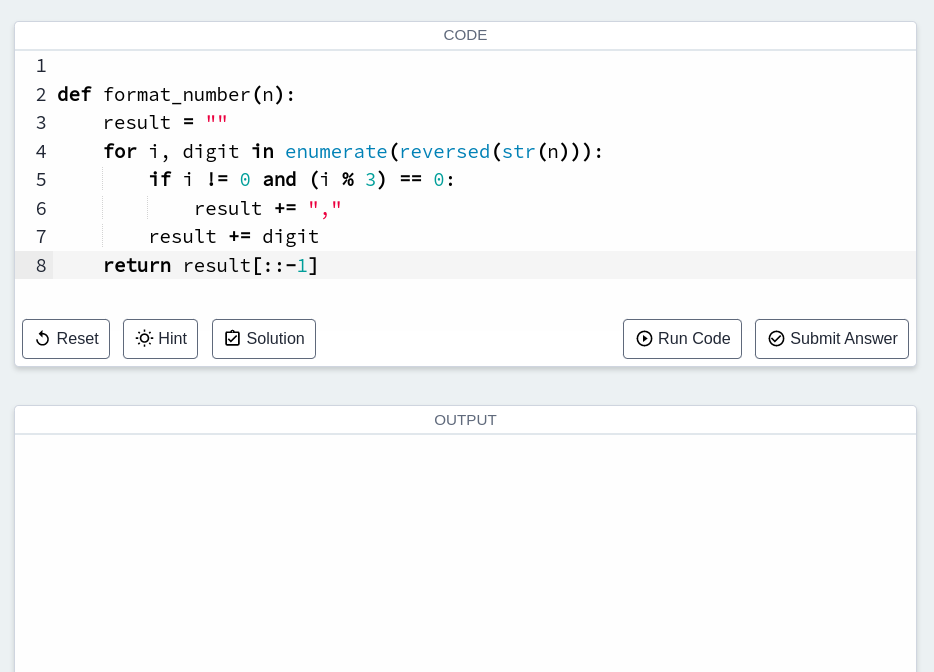 CODE
1
2 def format_number(n):
3     result = ""
4     for i, digit in enumerate(reversed(str(n))):
5         if i != 0 and (i % 3) == 0:
6             result += ","
7         result += digit
8     return result[::-1]
Reset Hint Solution Run Code Submit Answer
OUTPUT